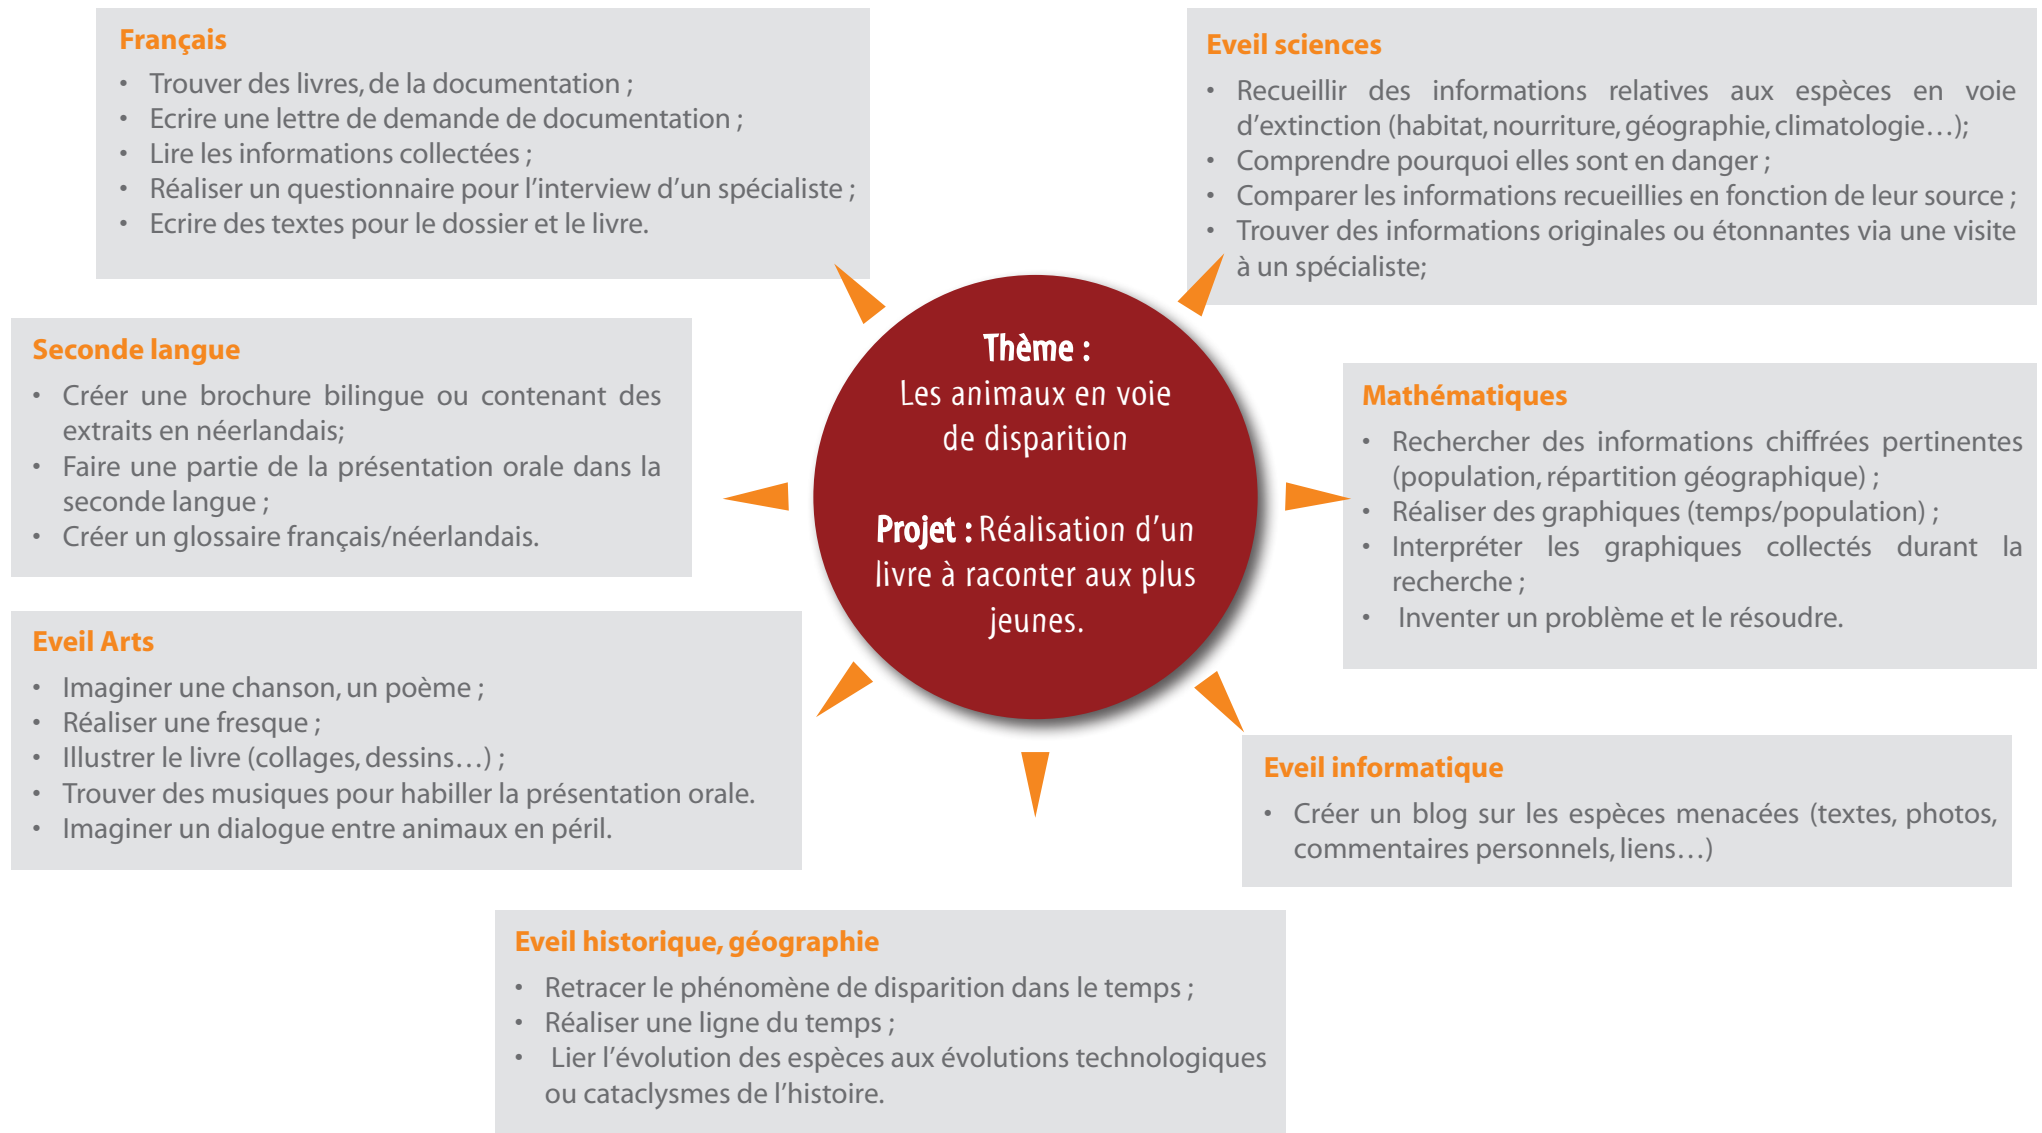 Français
• Trouver des livres, de la documentation ;
• Ecrire une lettre de demande de documentation ;
• Lire les informations collectées ;
• Réaliser un questionnaire pour l’interview d’un spécialiste ;
• Ecrire des textes pour le dossier et le livre.
Eveil sciences
• Recueillir des informations relatives aux espèces en voie
d’extinction (habitat, nourriture, géographie, climatologie…);
• Comprendre pourquoi elles sont en danger ;
• Comparer les informations recueillies en fonction de leur source ;
• Trouver des informations originales ou étonnantes via une visite
à un spécialiste;
Seconde langue
• Créer une brochure bilingue ou contenant des
extraits en néerlandais;
• Faire une partie de la présentation orale dans la
seconde langue ;
• Créer un glossaire français/néerlandais.
Thème :
Les animaux en voie
de disparition
Projet : Réalisation d’un
livre à raconter aux plus
jeunes.
Mathématiques
• Rechercher des informations chiffrées pertinentes
(population, répartition géographique) ;
• Réaliser des graphiques (temps/population) ;
• Interpréter les graphiques collectés durant la
recherche ;
• Inventer un problème et le résoudre.
Eveil Arts
• Imaginer une chanson, un poème ;
• Réaliser une fresque ;
• Illustrer le livre (collages, dessins…) ;
• Trouver des musiques pour habiller la présentation orale.
• Imaginer un dialogue entre animaux en péril.
Eveil informatique
• Créer un blog sur les espèces menacées (textes, photos,
commentaires personnels, liens…)
Eveil historique, géographie
• Retracer le phénomène de disparition dans le temps ;
• Réaliser une ligne du temps ;
• Lier l’évolution des espèces aux évolutions technologiques
ou cataclysmes de l’histoire.